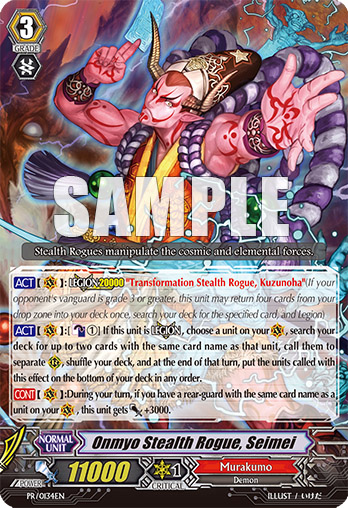 3
GRADE
SAMPLE
Stealth Rogues manipulate the cosmic and elemental forces.
ACT [ ]:LEGION 20000 "Transformation Stealth Rogue, Kuzunoha"(If your
opponent's vanguard is grade 3 or greater, this unit may return four cards from your
drop zone into your deck once, search your deck for the specified card, and Legion)
ACT [ ]:[ (1)] If this unit is LEGION, choose a unit on your , search your
deck for up to two cards with the same card name as that unit, call them to
separate , shuffle your deck, and at the end of that turn, put the units called with
this effect on the bottom of your deck in any order.
CONT [ ]:During your turn, if you have a rear-guard with the same card name as a
unit on your , this unit gets +3000.
NORMAL
UNIT
Onmyo Stealth Rogue, Seimei
POWER
11000
1
CRITICAL
Murakumo
Demon
PR/0134EN
ILLUST / いけだ